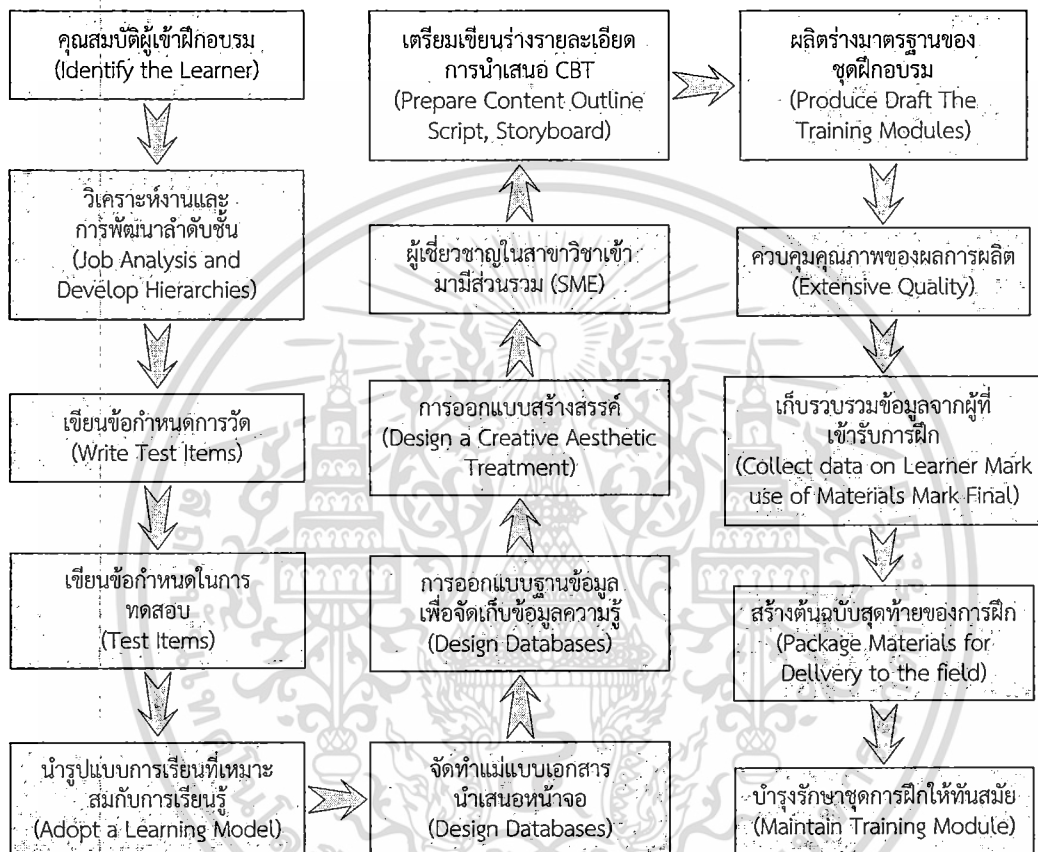 คุณสมบัติผู้เข้าฝึกอบรม
(Identify the Learner)
วิเคราะห์งานและ
การพัฒนาลำดับชั้น
(Job Analysis and
Develop Hierarchies)
เขียนข้อกำหนดการวัด
(Write Test Items)
เขียนข้อกำหนดในการ
ทดสอบ
(Test Items)
นำรูปแบบการเรียนที่เหมาะ
สมกับการเรียนรู้
(Adopt a Learning Model)
จัดทำแม่แบบเอกสาร
นำเสนอหน้าจอ
(Design Databases)
การออกแบบฐานข้อมูล
เพื่อจัดเก็บข้อมูลความรู้
(Design Databases)
การออกแบบสร้างสรรค์
(Design a Creative Aesthetic
Treatment)
ผู้เชี่ยวชาญในสาขาวิชาเข้า
มามีส่วนรวม (SME)
เตรียมเขียนร่างรายละเอียด
การนำเสนอ CBT
(Prepare Content Outline
Script, Storyboard)
ผลิตร่างมาตรฐานของ
ชุดฝึกอบรม
(Produce Draft The
Training Modules)
ควบคุมคุณภาพของผลการผลิต
(Extensive Quality)
เก็บรวบรวมข้อมูลจากผู้ที่
เข้ารับการฝึก
(Collect data on Learner Mark
use of Materials Mark Final)
สร้างต้นฉบับสุดท้ายของการฝึก
(Package Materials for
Dellvery to the field)
บำรุงรักษาชุดการฝึกให้ทันสมัย
(Maintain Training Module)